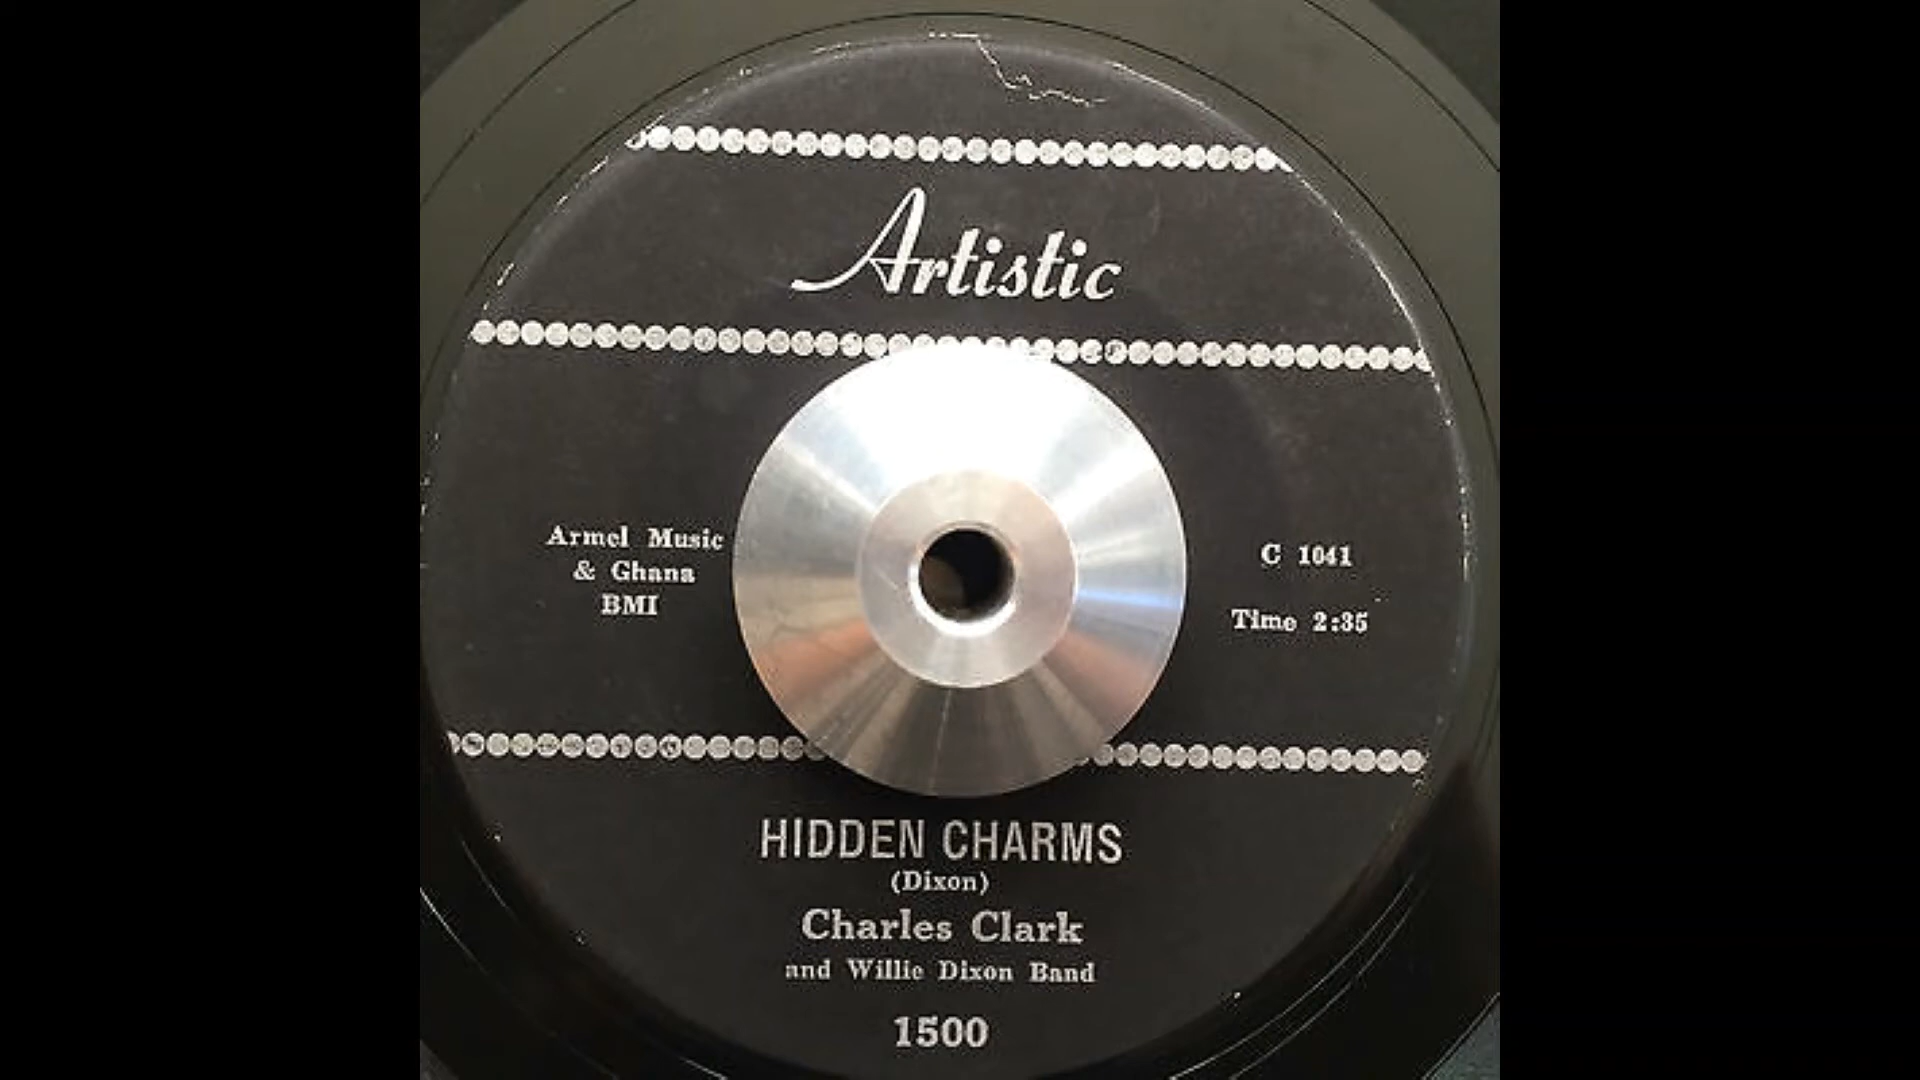 Artistic
Armel Music
& Ghana
BMI
C 1041
Time 2:35
HIDDEN CHARMS
(Dixon)
Charles Clark
and Willie Dixon Band
1500